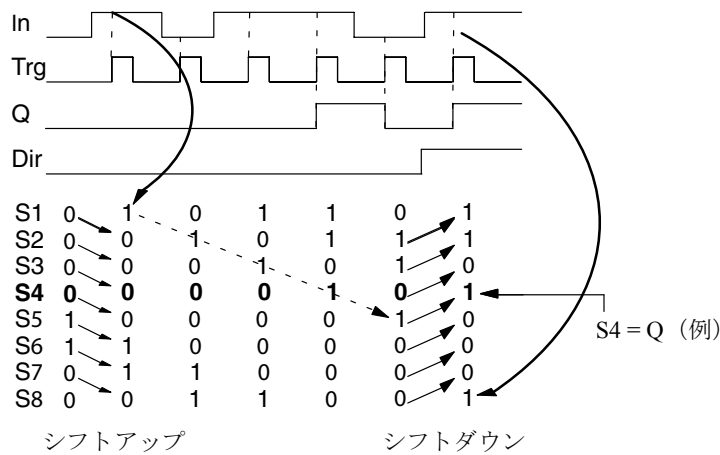 In
Trg
Q
Dir
S1 0 1 0 1 1 0 1
S2 0 0 1 0 1 1 1
S3 0 0 0 1 0 1 0
S4 0 0 0 0 1 0 1
S5 1 0 0 0 0 1 0
S6 1 1 0 0 0 0 0
S7 0 1 1 0 0 0 0
S8 0 0 1 1 0 0 1
S4 = Q（例）
シフトアップ シフトダウン